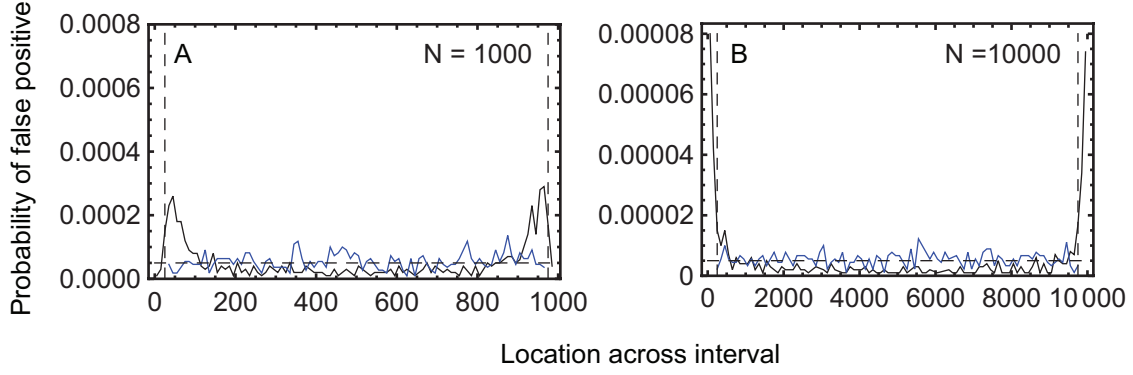 Probability of false positive
0.0008
0.0006
0.0004
0.0002
0.0000
A
N = 1000
0 200 400 600 800 1000
0.00008
0.00006
0.00004
0.00002
0
B
N =10000
0 2000 4000 6000 8000 10000
Location across interval